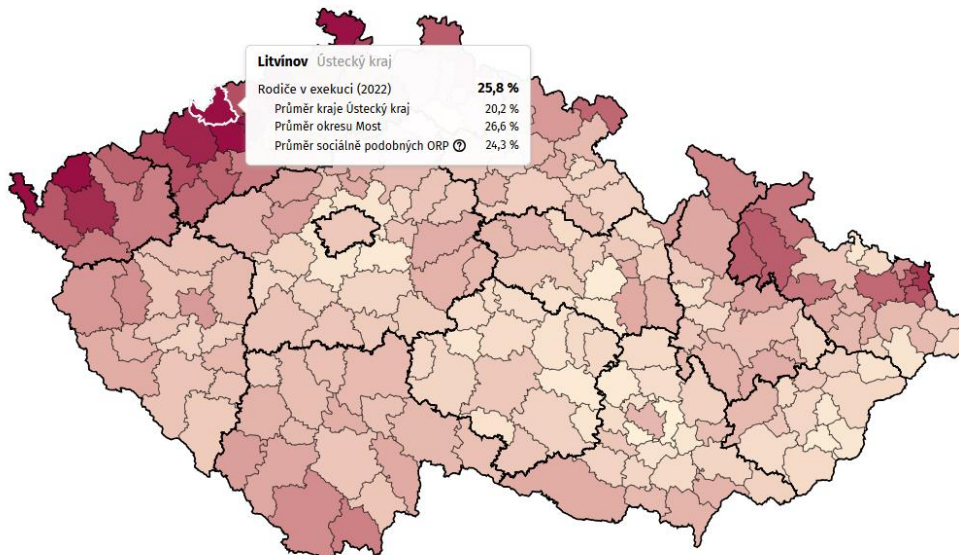 Litvínov Ústecký kraj
Rodiče v exekuci (2022) 25,8 %
Průměr kraje Ústecký kraj 20,2 %
Průměr okresu Most 26,6 %
Průměr sociálně podobných ORP ? 24,3 %